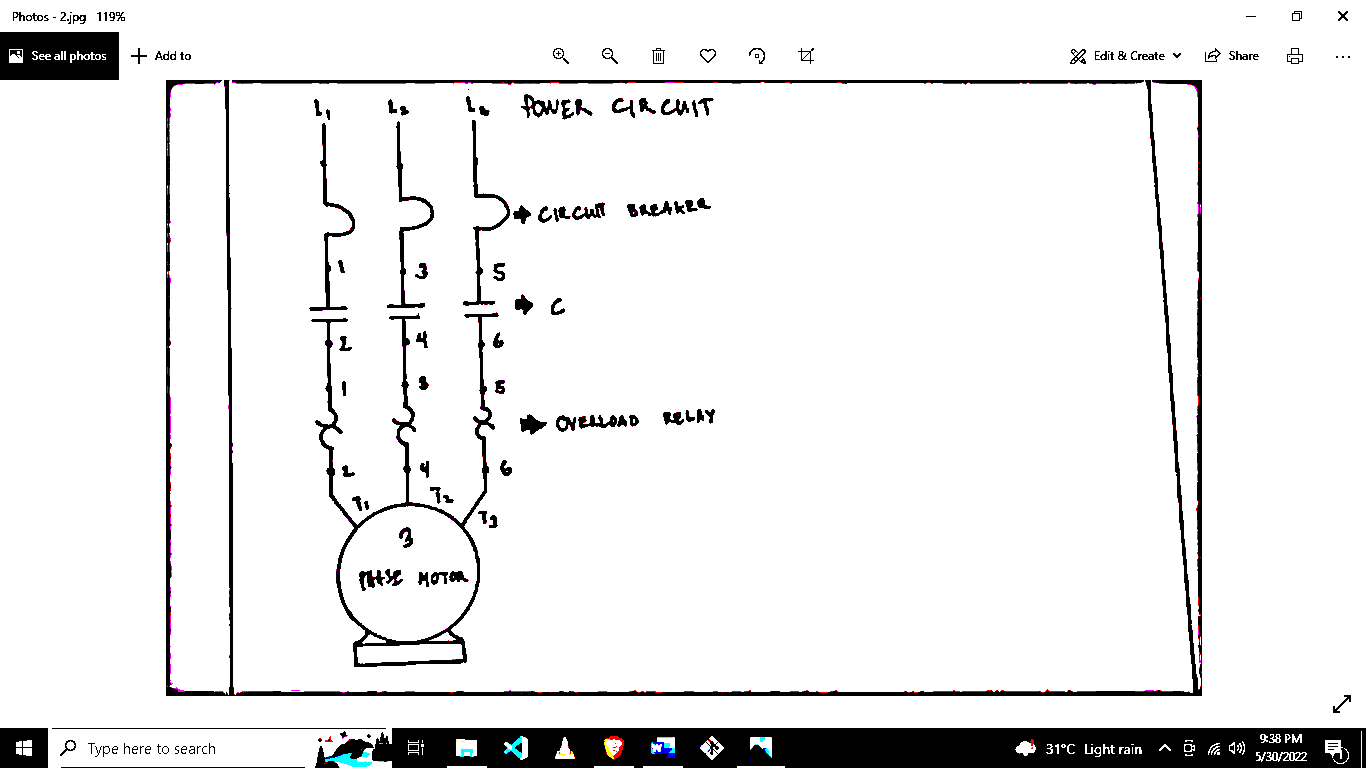 Photos - 2.jpg 119%
See all photos
Add to
Edit & Create
Share
L1 L2 L3 POWER CIRCUIT
CIRCUIT BREAKER
1 3 5
C
2 4 6
1 3 5
OVERLOAD RELAY
2 4 6
T1 T2 T3
3
PHASE MOTOR
Type here to search
31°C Light rain
9:38 PM
5/30/2022
1